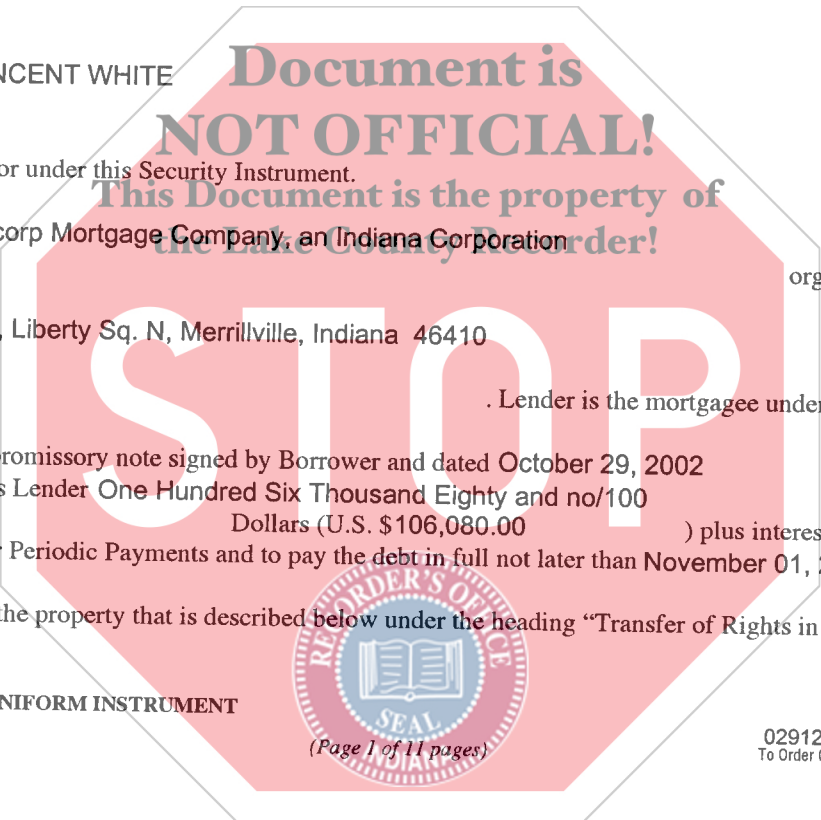 NCENT WHITE
Document is
NOT OFFICIAL!
or under this Security Instrument.
This Document is the property of
corp Mortgage Company, an Indiana Corporation
the Lake County Recorder!
org
, Liberty Sq. N, Merrillville, Indiana 46410
STOP
. Lender is the mortgagee under
romissory note signed by Borrower and dated October 29, 2002
s Lender One Hundred Six Thousand Eighty and no/100
Dollars (U.S. $106,080.00 ) plus interes
Periodic Payments and to pay the debt in full not later than November 01, 2
the property that is described below under the heading “Transfer of Rights in
RECORDER'S OFFICE
SEAL
INDIANA
NIFORM INSTRUMENT
(Page 1 of 11 pages)
02912
To Order